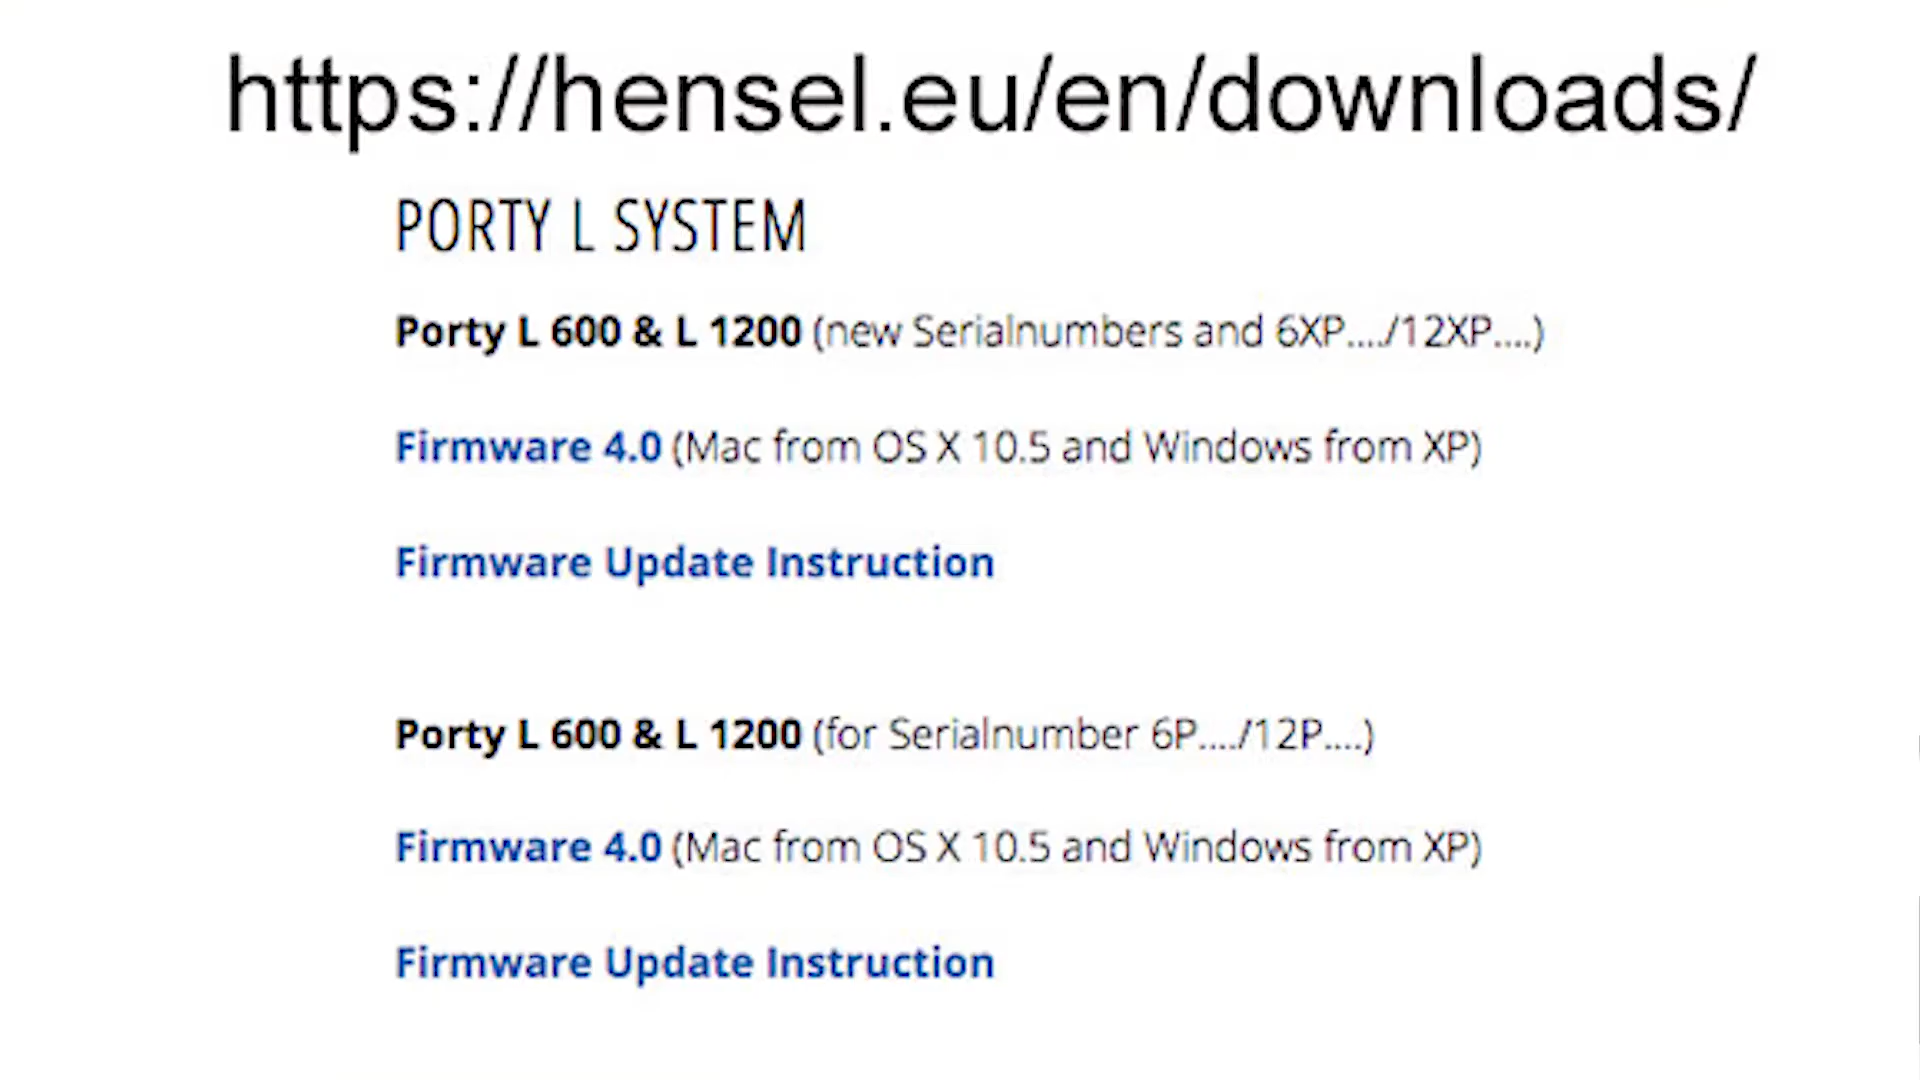 https://hensel.eu/en/downloads/
PORTY L SYSTEM
Porty L 600 & L 1200 (new Serialnumbers and 6XP..../12XP....)
Firmware 4.0 (Mac from OS X 10.5 and Windows from XP)
Firmware Update Instruction
Porty L 600 & L 1200 (for Serialnumber 6P..../12P....)
Firmware 4.0 (Mac from OS X 10.5 and Windows from XP)
Firmware Update Instruction